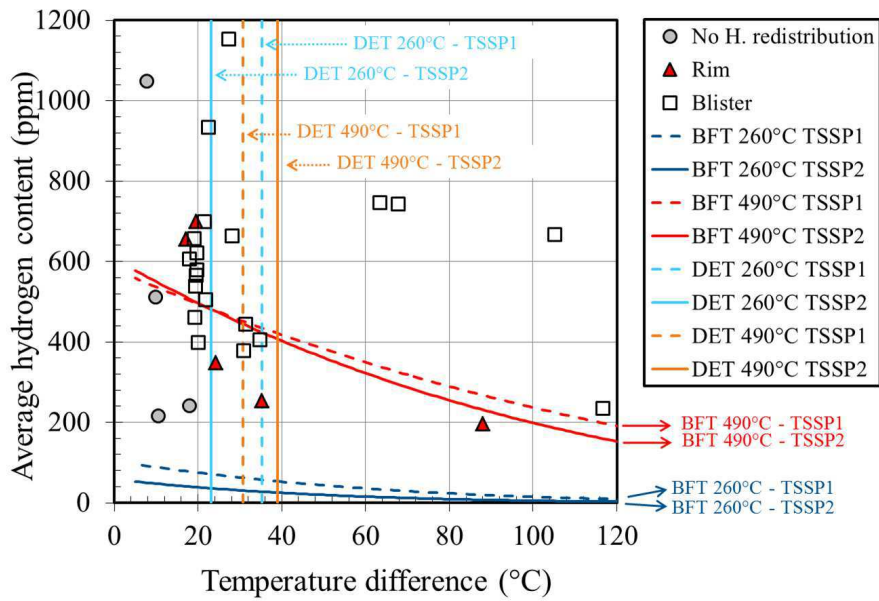 1200
1000
800
600
400
200
0
Average hydrogen content (ppm)
0 20 40 60 80 100 120
Temperature difference (°C)
DET 260°C - TSSP1
DET 260°C - TSSP2
DET 490°C - TSSP1
DET 490°C - TSSP2
No H. redistribution
Rim
Blister
BFT 260°C TSSP1
BFT 260°C TSSP2
BFT 490°C TSSP1
BFT 490°C TSSP2
DET 260°C TSSP1
DET 260°C TSSP2
DET 490°C TSSP1
DET 490°C TSSP2
BFT 490°C - TSSP1
BFT 490°C - TSSP2
BFT 260°C - TSSP1
BFT 260°C - TSSP2